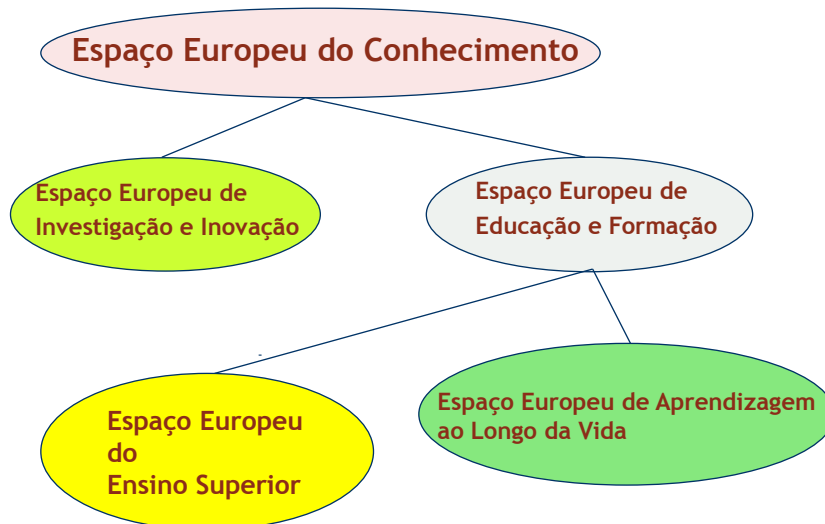 Espaço Europeu do Conhecimento
Espaço Europeu de
Investigação e Inovação
Espaço Europeu de
Educação e Formação
Espaço Europeu
do
Ensino Superior
Espaço Europeu de Aprendizagem
ao Longo da Vida